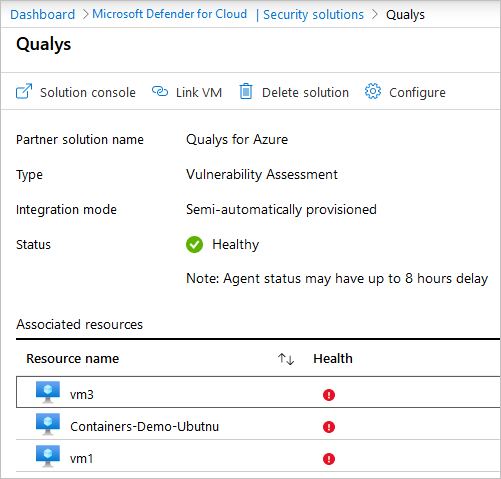 Dashboard > Microsoft Defender for Cloud | Security solutions > Qualys
Qualys
Solution console Link VM Delete solution Configure
Partner solution name Qualys for Azure
Type Vulnerability Assessment
Integration mode Semi-automatically provisioned
Status Healthy
Note: Agent status may have up to 8 hours delay
Associated resources
Resource name ↑↓ Health
vm3
Containers-Demo-Ubutnu
vm1